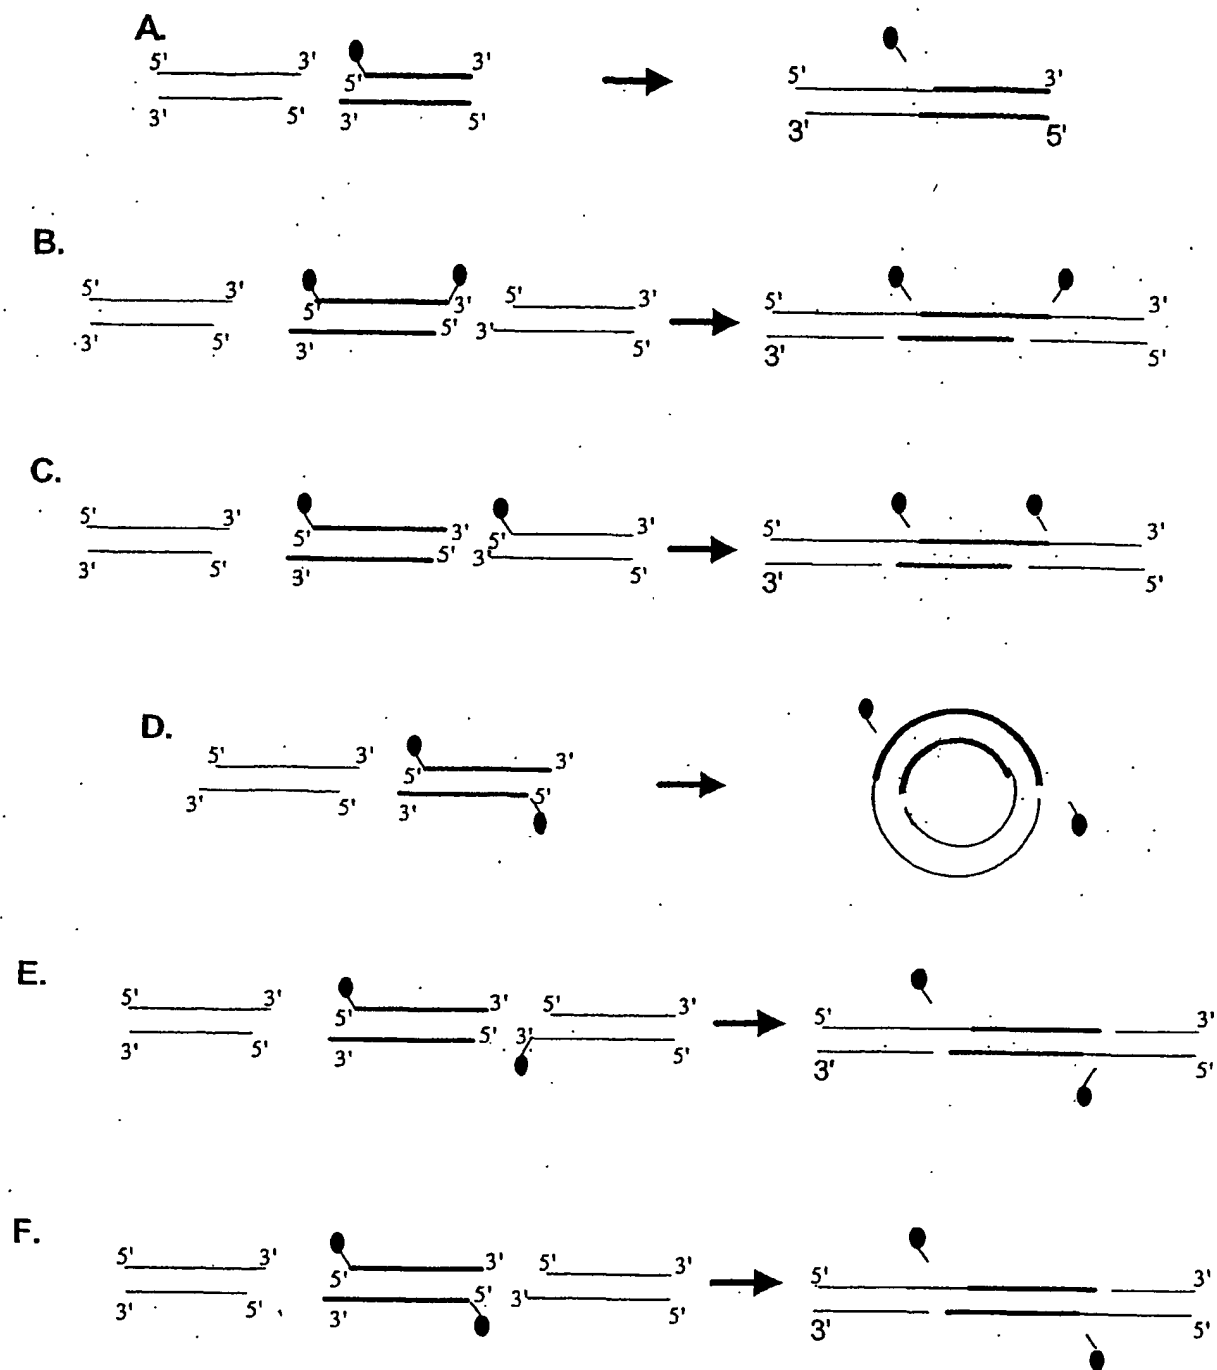 A.
5' 3' 5' 3' 5' 3'
3' 5' 3' 5' 3' 5'
B.
5' 3' 5' 3' 5' 3' 5' 3'
3' 5' 3' 5' 3' 5' 3' 5'
C.
5' 3' 5' 3' 5' 3' 5' 3'
3' 5' 3' 5' 3' 5' 3' 5'
D.
5' 3' 5' 3'
3' 5' 3' 5'
E.
5' 3' 5' 3' 5' 3' 5' 3'
3' 5' 3' 5' 3' 5' 3' 5'
F.
5' 3' 5' 3' 5' 3' 5' 3'
3' 5' 3' 5' 3' 5' 3' 5'